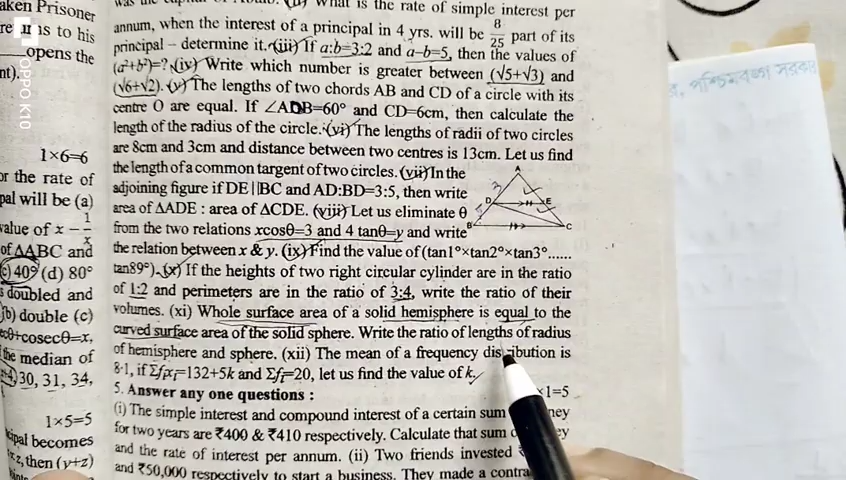 aken Prisoner
re ns to his
opens the
nt).
1×6=6
or the rate of
pal will be (a)
value of x – 1/x
of ΔABC and
c) 40° (d) 80°
s doubled and
(b) double (c)
+cosecθ=x,
the median of
30, 31, 34,
1×5=5
cipal becomes
z, then (y+z)
What is the rate of simple interest per
annum, when the interest of a principal in 4 yrs. will be 8/25 part of its
principal – determine it. (iii) If a:b=3:2 and a–b=5, then the values of
(a²+b²)=? (iv) Write which number is greater between (√5+√3) and
(√6+√2). (v) The lengths of two chords AB and CD of a circle with its
centre O are equal. If ∠AOB=60° and CD=6cm, then calculate the
length of the radius of the circle. (vi) The lengths of radii of two circles
are 8cm and 3cm and distance between two centres is 13cm. Let us find
the length of a common targent of two circles. (vii) In the
adjoining figure if DE||BC and AD:BD=3:5, then write
area of ΔADE : area of ΔCDE. (viii) Let us eliminate θ
from the two relations xcosθ=3 and 4 tanθ=y and write
the relation between x & y. (ix) Find the value of (tan1°×tan2°×tan3°......
tan89°). (x) If the heights of two right circular cylinder are in the ratio
of 1:2 and perimeters are in the ratio of 3:4, write the ratio of their
volumes. (xi) Whole surface area of a solid hemisphere is equal to the
curved surface area of the solid sphere. Write the ratio of lengths of radius
of hemisphere and sphere. (xii) The mean of a frequency distribution is
8·1, if Σfᵢxᵢ=132+5k and Σfᵢ=20, let us find the value of k.
5. Answer any one questions : ×1=5
(i) The simple interest and compound interest of a certain sum ney
for two years are ₹400 & ₹410 respectively. Calculate that sum
and the rate of interest per annum. (ii) Two friends invested
and ₹50,000 respectively to start a business. They made a contra
A
3
D
E
B
C
পশ্চিমবঙ্গ সরকার
OPPO K10